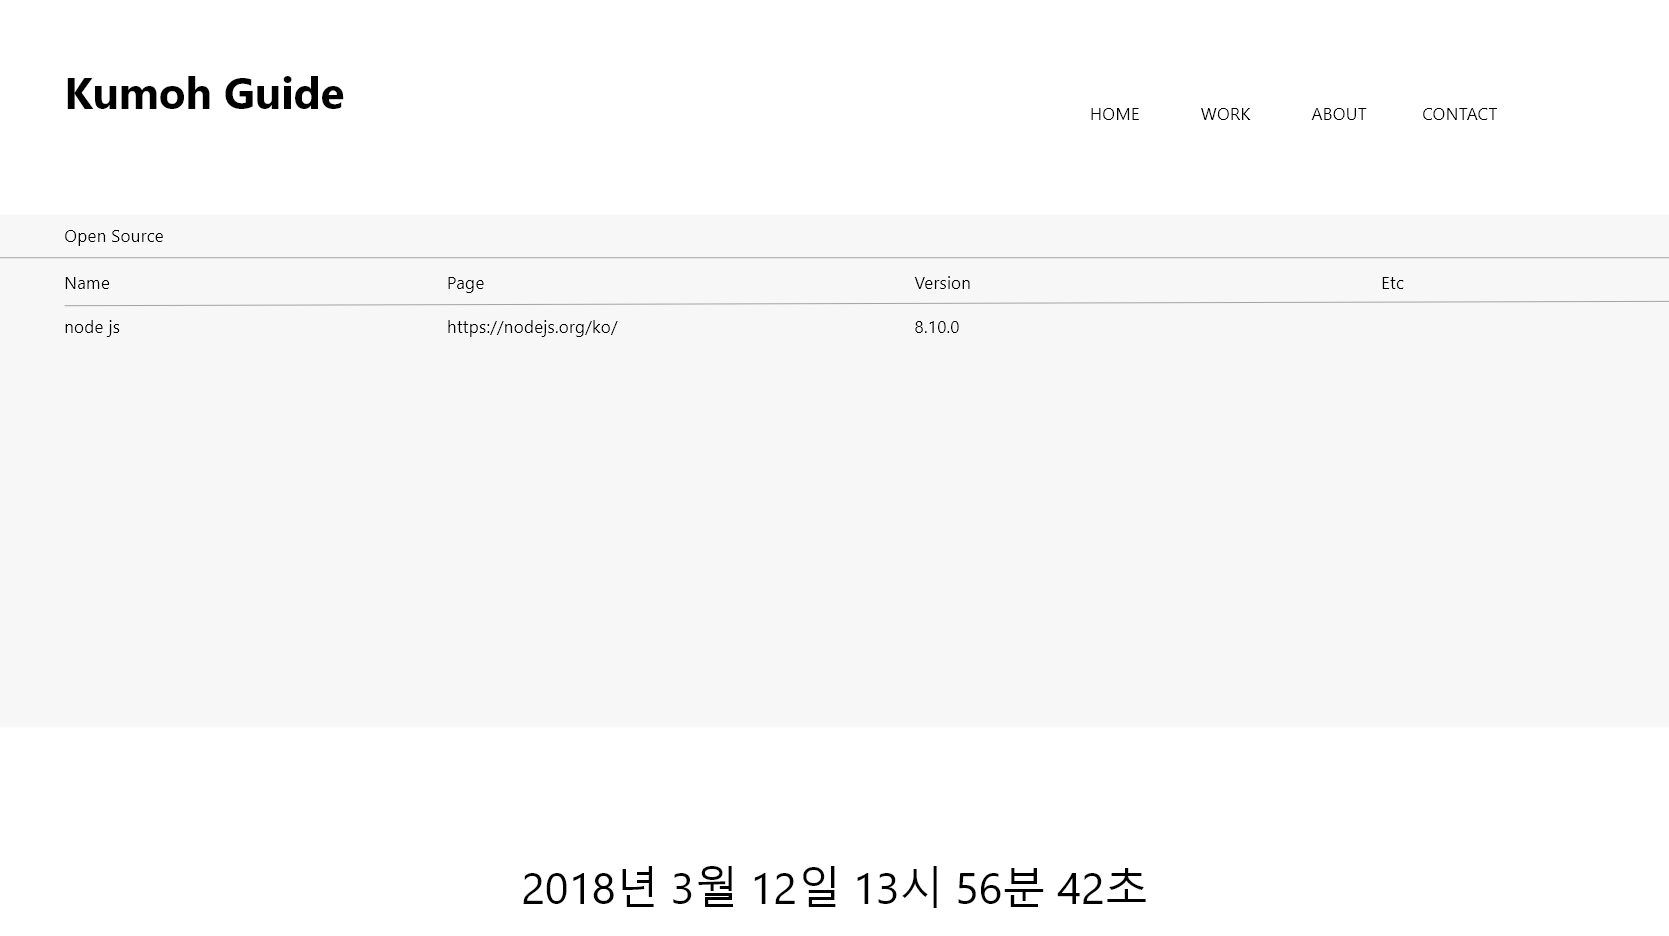 Kumoh Guide
HOME WORK ABOUT CONTACT
Open Source
Name Page Version Etc
node js https://nodejs.org/ko/ 8.10.0
2018년 3월 12일 13시 56분 42초